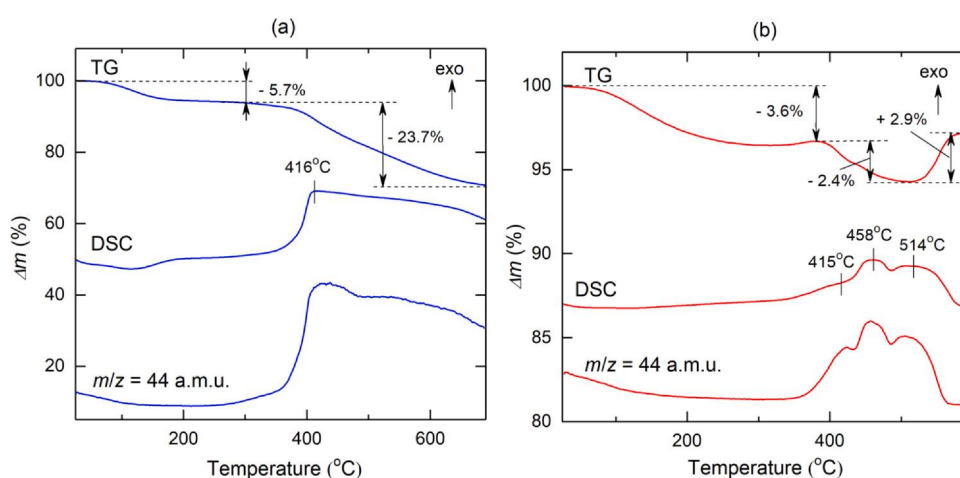 (a)
TG
exo
- 5.7%
- 23.7%
416°C
DSC
m/z = 44 a.m.u.
100
80
60
40
20
Δm (%)
200
400
600
Temperature (°C)
(b)
TG
exo
- 3.6%
+ 2.9%
- 2.4%
458°C
514°C
415°C
DSC
m/z = 44 a.m.u.
100
95
90
85
80
Δm (%)
200
400
Temperature (°C)